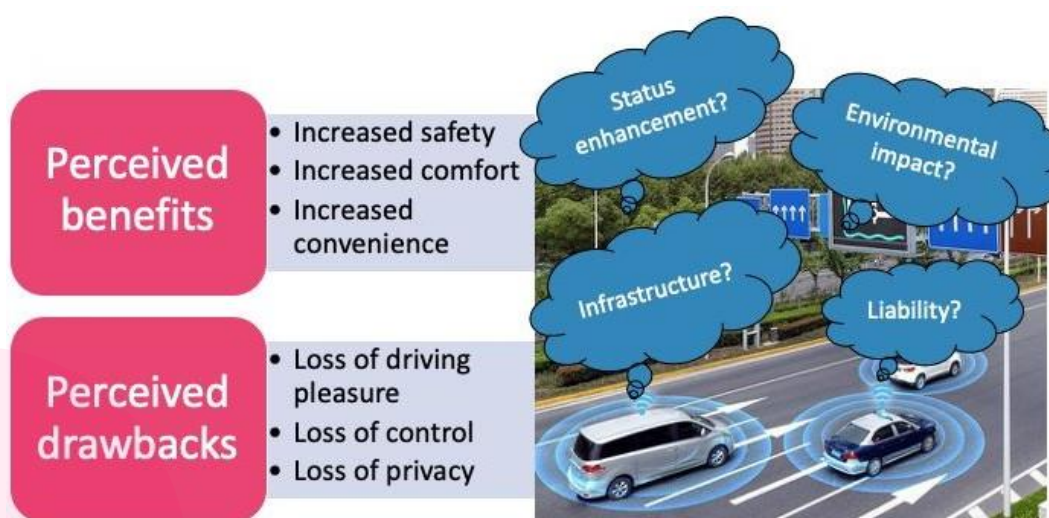 Perceived
benefits
• Increased safety
• Increased comfort
• Increased
convenience
Perceived
drawbacks
• Loss of driving
pleasure
• Loss of control
• Loss of privacy
Status
enhancement?
Environmental
impact?
Infrastructure?
Liability?